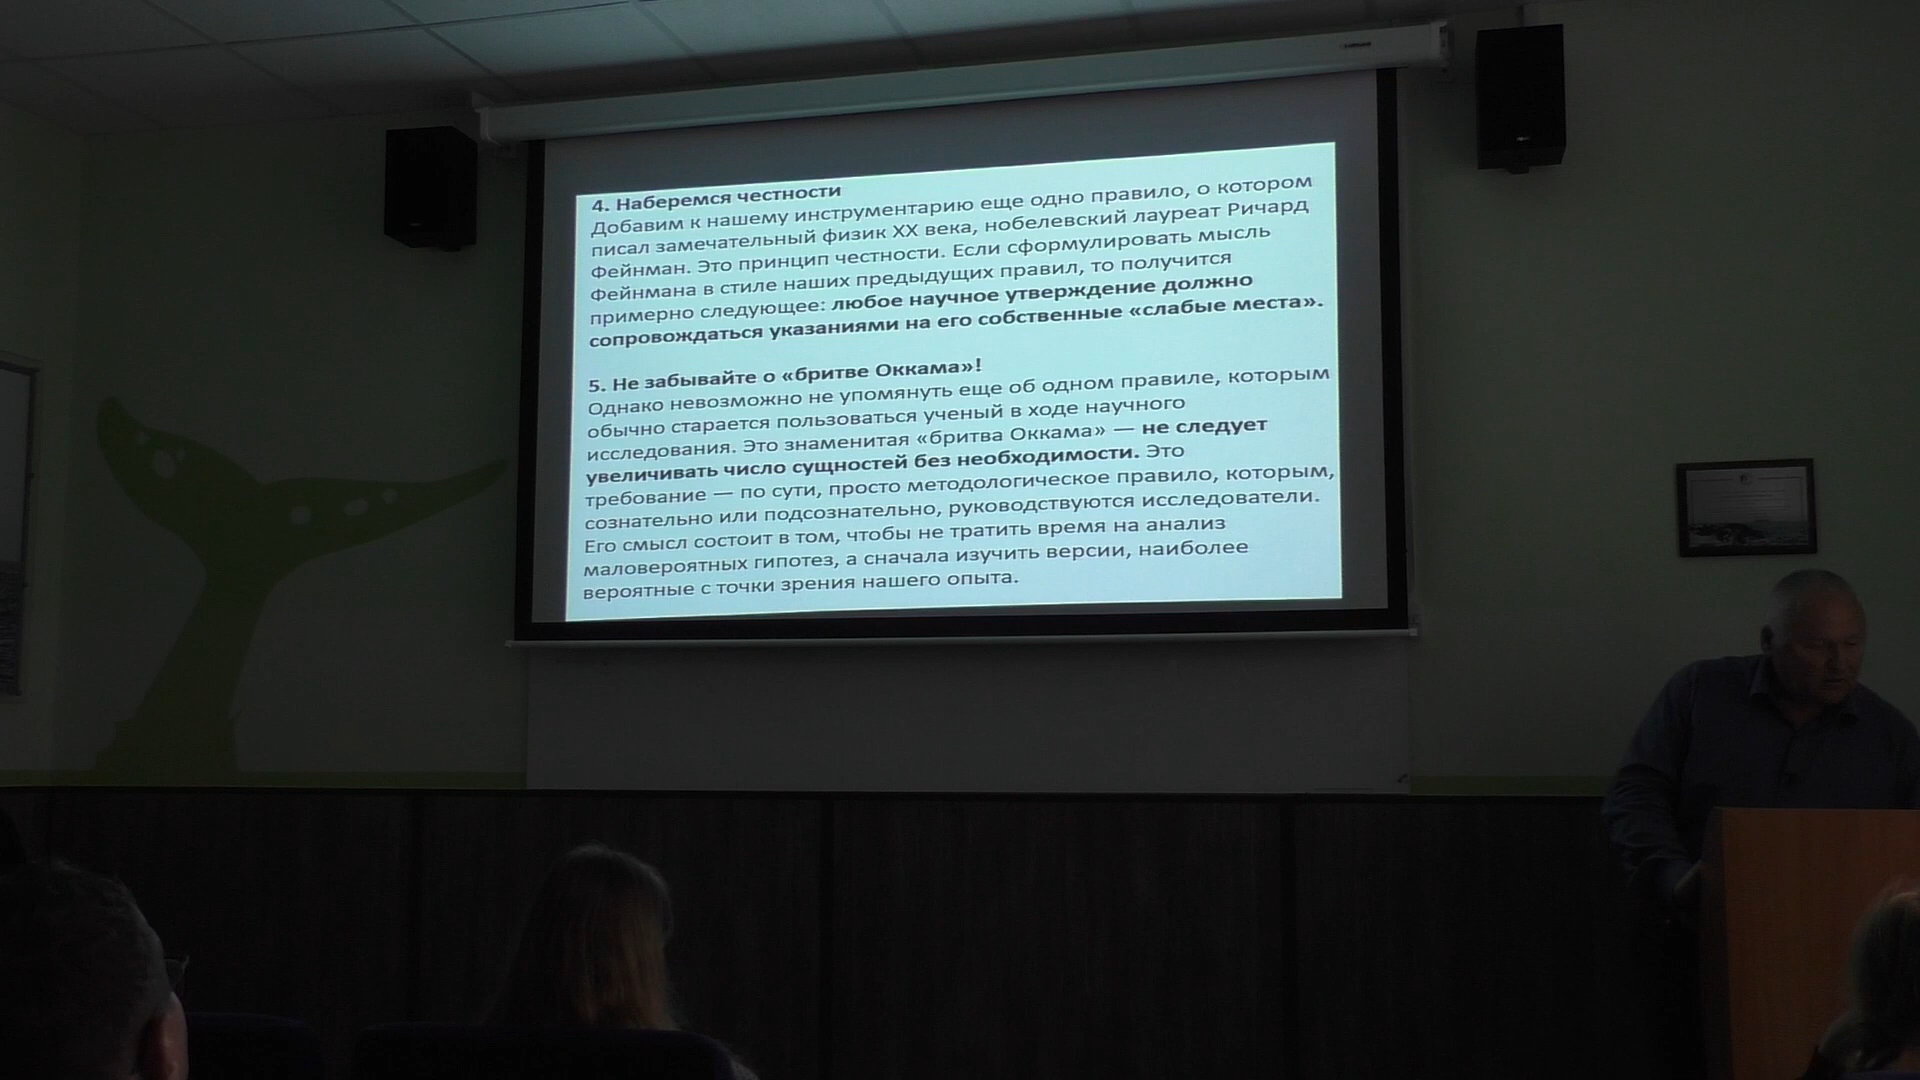 4. Наберемся честности
Добавим к нашему инструментарию еще одно правило, о котором
писал замечательный физик XX века, нобелевский лауреат Ричард
Фейнман. Это принцип честности. Если сформулировать мысль
Фейнмана в стиле наших предыдущих правил, то получится
примерно следующее: любое научное утверждение должно
сопровождаться указаниями на его собственные «слабые места».
5. Не забывайте о «бритве Оккама»!
Однако невозможно не упомянуть еще об одном правиле, которым
обычно старается пользоваться ученый в ходе научного
исследования. Это знаменитая «бритва Оккама» — не следует
увеличивать число сущностей без необходимости. Это
требование — по сути, просто методологическое правило, которым,
сознательно или подсознательно, руководствуются исследователи.
Его смысл состоит в том, чтобы не тратить время на анализ
маловероятных гипотез, а сначала изучить версии, наиболее
вероятные с точки зрения нашего опыта.